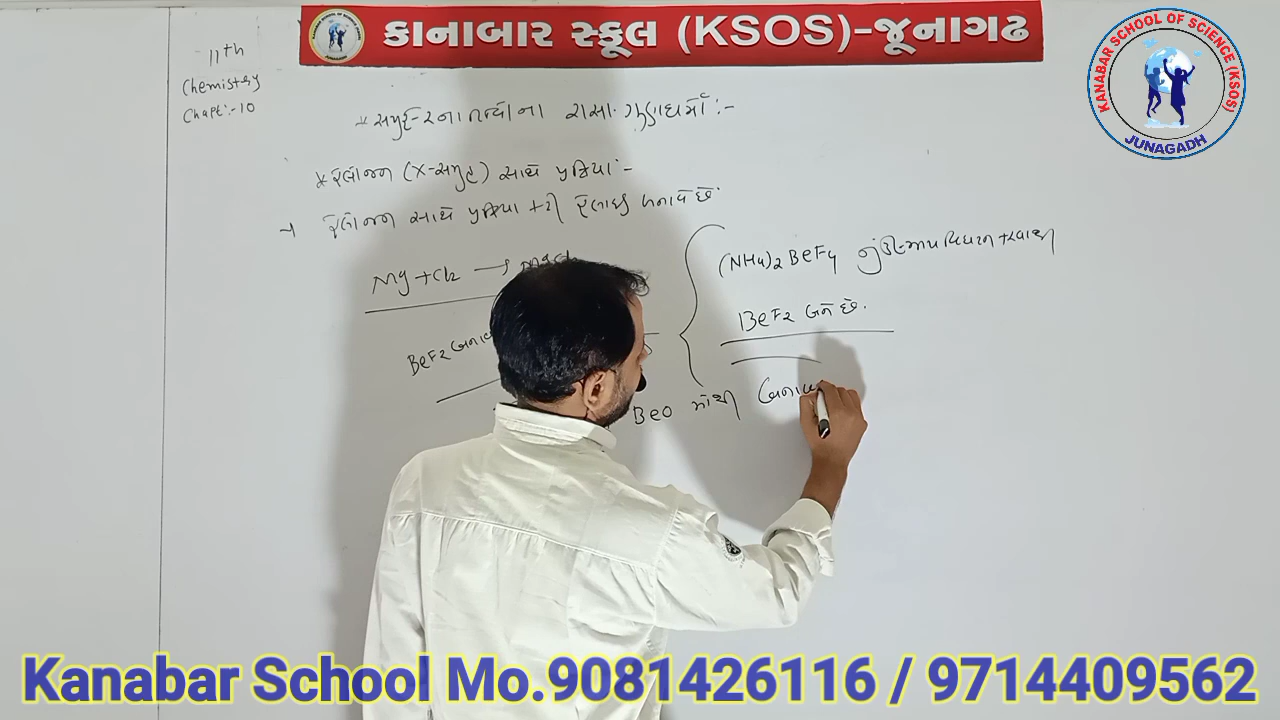 કાનાબાર સ્કૂલ (KSOS)-જૂનાગઢ
KANABAR SCHOOL OF SCIENCE (KSOS)
JUNAGADH
11th
Chemistry
Chapt:-10
* સમૂહ-2ના તત્વોના રાસા. ગુણધર્મો:-
* હેલોજન (X-સમૂહ) સાથે પ્રક્રિયા:-
→ હેલોજન સાથે પ્રક્રિયા કરી હેલાઇડ બનાવે છે.
Mg + Cl2 → MgCl2
BeF2 બનાવ
(NH4)2 BeF4 નું ઉષ્મીય વિઘટન કરવાથી
BeF2 બને છે.
BeO માંથી બનાવ
Kanabar School Mo.9081426116 / 9714409562